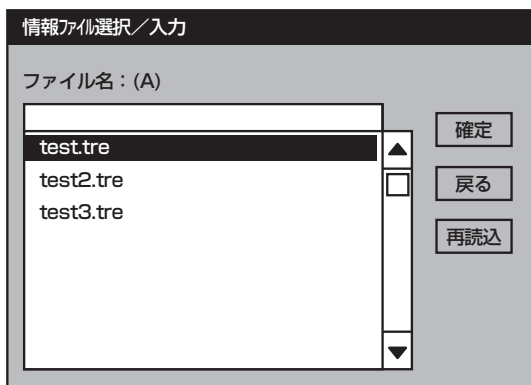 情報ファイル選択／入力
ファイル名：(A)
test.tre
test2.tre
test3.tre
確定
戻る
再読込